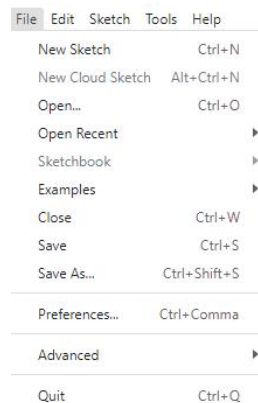 File Edit Sketch Tools Help
New Sketch Ctrl+N
New Cloud Sketch Alt+Ctrl+N
Open... Ctrl+O
Open Recent
Sketchbook
Examples
Close Ctrl+W
Save Ctrl+S
Save As... Ctrl+Shift+S
Preferences... Ctrl+Comma
Advanced
Quit Ctrl+Q